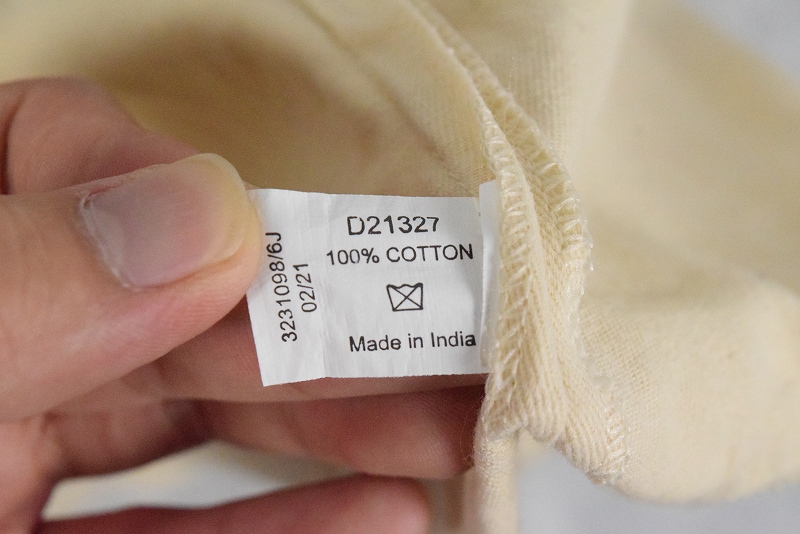 D21327
100% COTTON
Made in India
3231098/6J
02/21